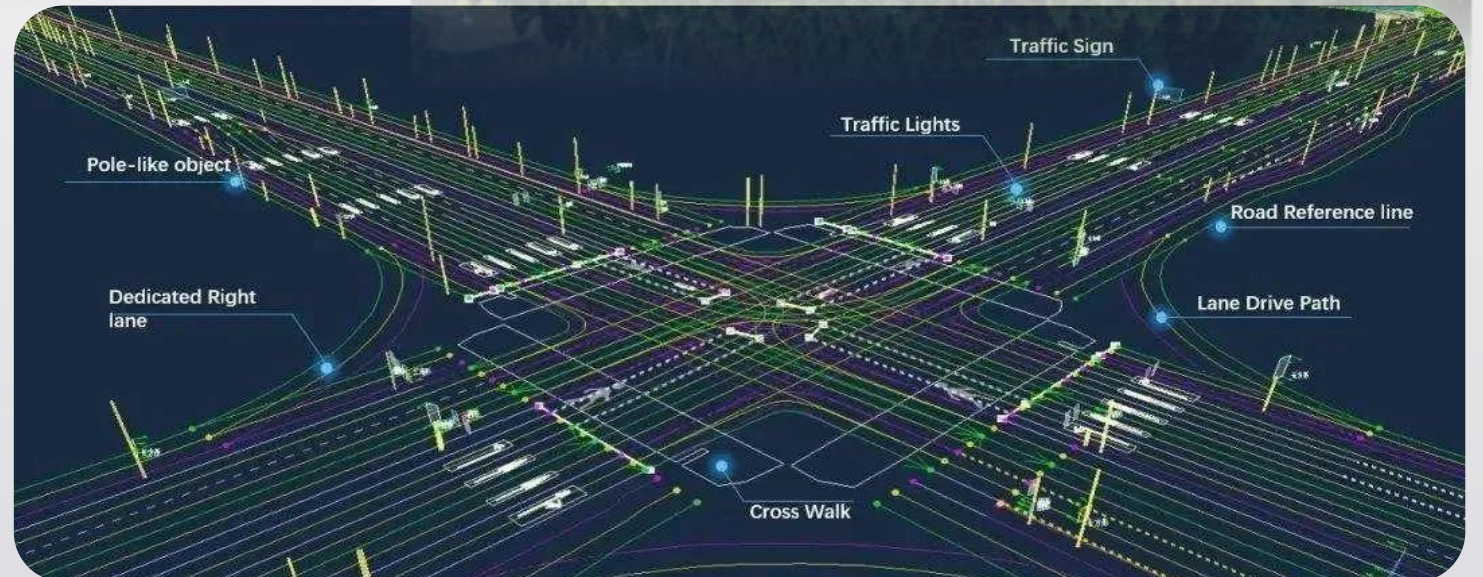 Traffic Sign
Traffic Lights
Pole-like object
Road Reference line
Dedicated Right
lane
Lane Drive Path
Cross Walk